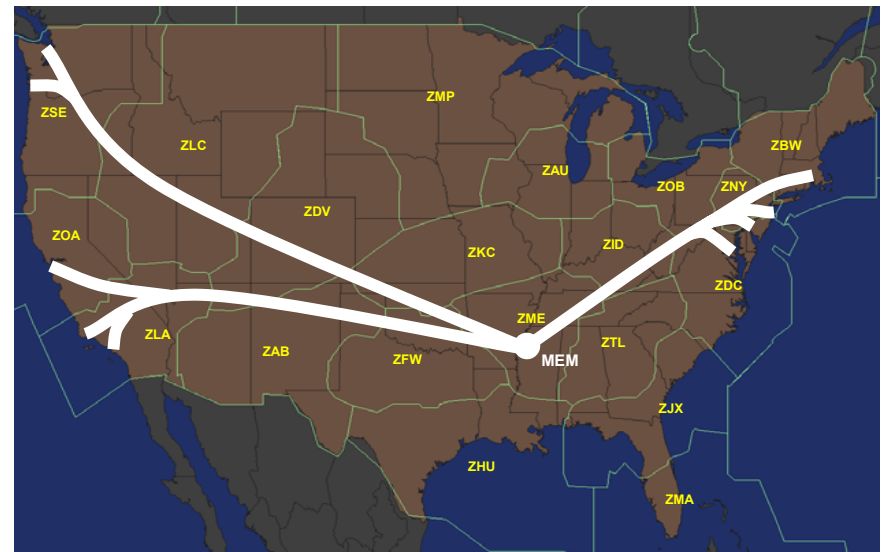 ZMP
ZSE
ZLC
ZBW
ZAU
ZOB
ZNY
ZDV
ZOA
ZID
ZKC
ZDC
ZME
ZLA
ZTL
ZAB
ZFW
MEM
ZJX
ZHU
ZMA